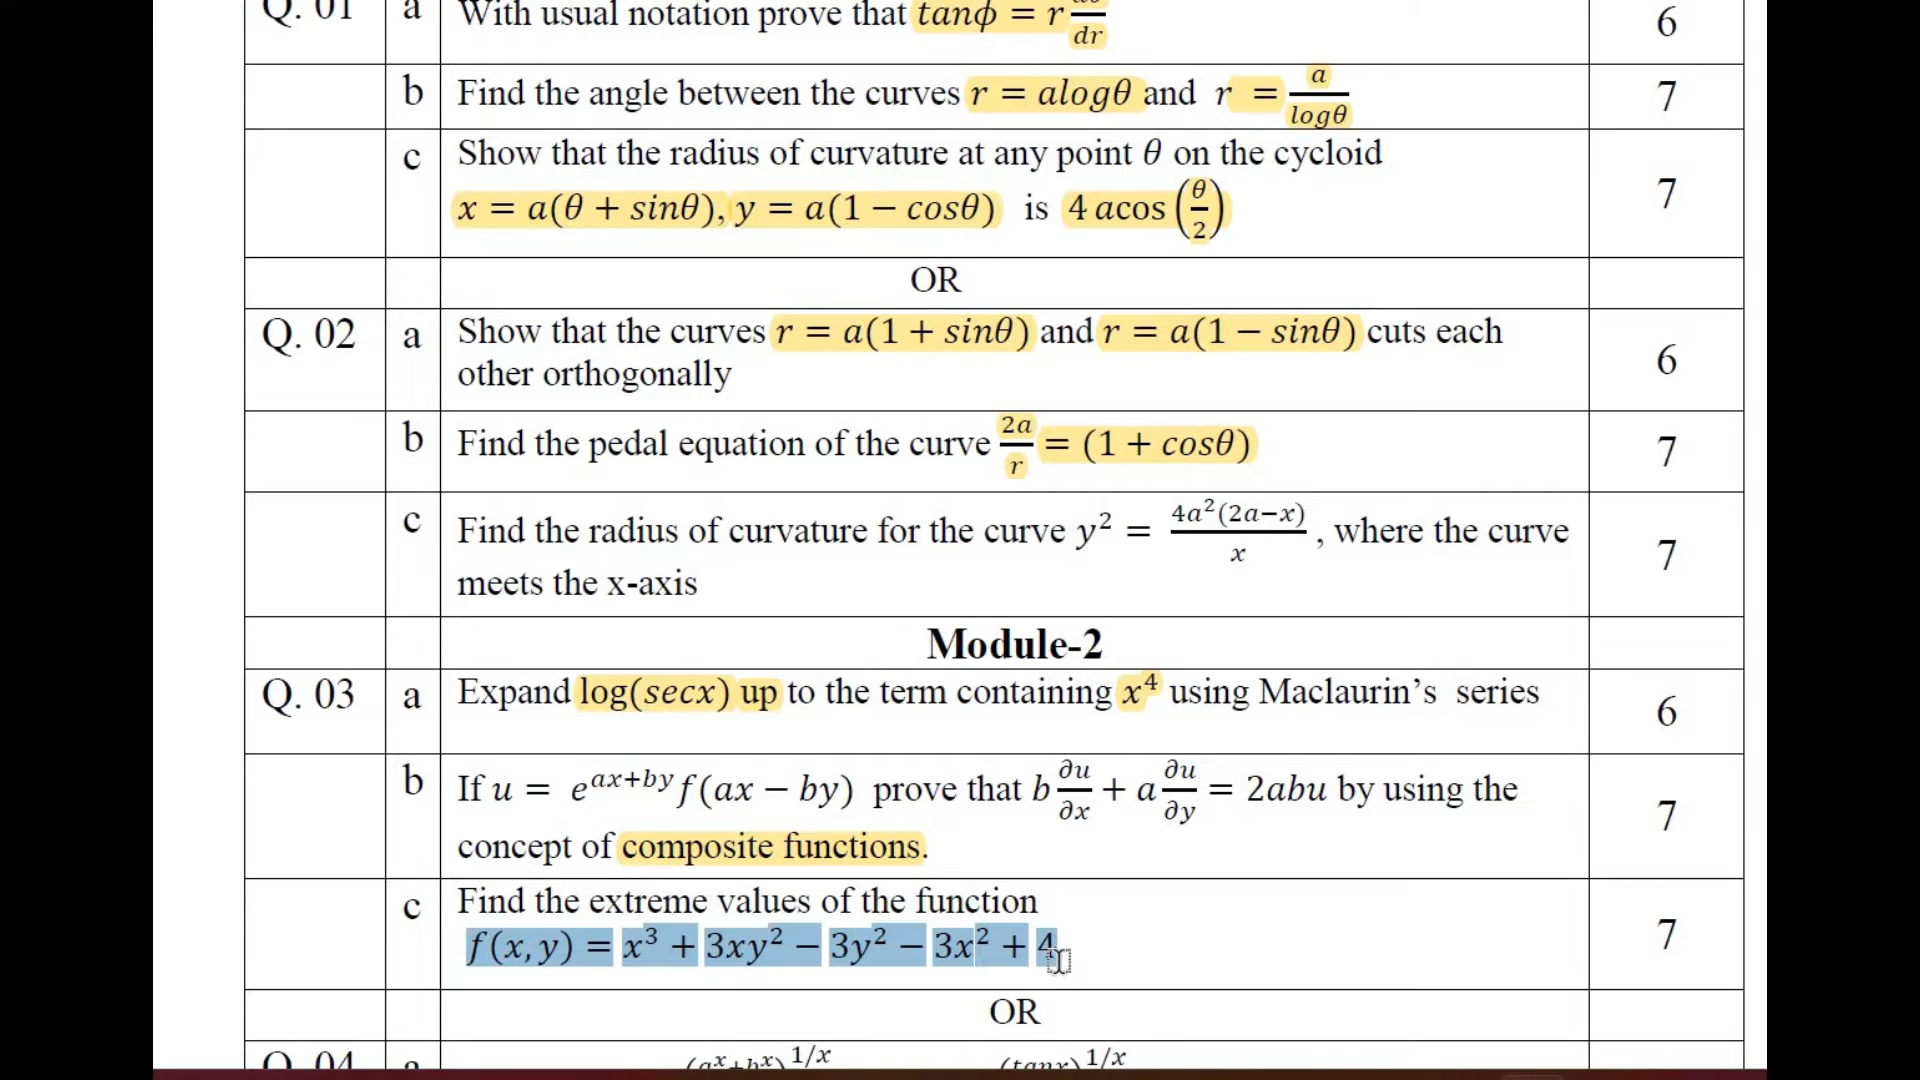 Q. 01 a With usual notation prove that tanϕ = r dθ/dr 6
b Find the angle between the curves r = alogθ and r = a/logθ 7
c Show that the radius of curvature at any point θ on the cycloid
x = a(θ + sinθ), y = a(1 − cosθ) is 4 acos(θ/2) 7
OR
Q. 02 a Show that the curves r = a(1 + sinθ) and r = a(1 − sinθ) cuts each
other orthogonally 6
b Find the pedal equation of the curve 2a/r = (1 + cosθ) 7
c Find the radius of curvature for the curve y² = 4a²(2a−x)/x , where the curve
meets the x-axis 7
Module-2
Q. 03 a Expand log(secx) up to the term containing x⁴ using Maclaurin’s series 6
b If u = e^(ax+by) f(ax − by) prove that b ∂u/∂x + a ∂u/∂y = 2abu by using the
concept of composite functions. 7
c Find the extreme values of the function
f(x, y) = x³ + 3xy² − 3y² − 3x² + 4 7
OR
Q. 04 a